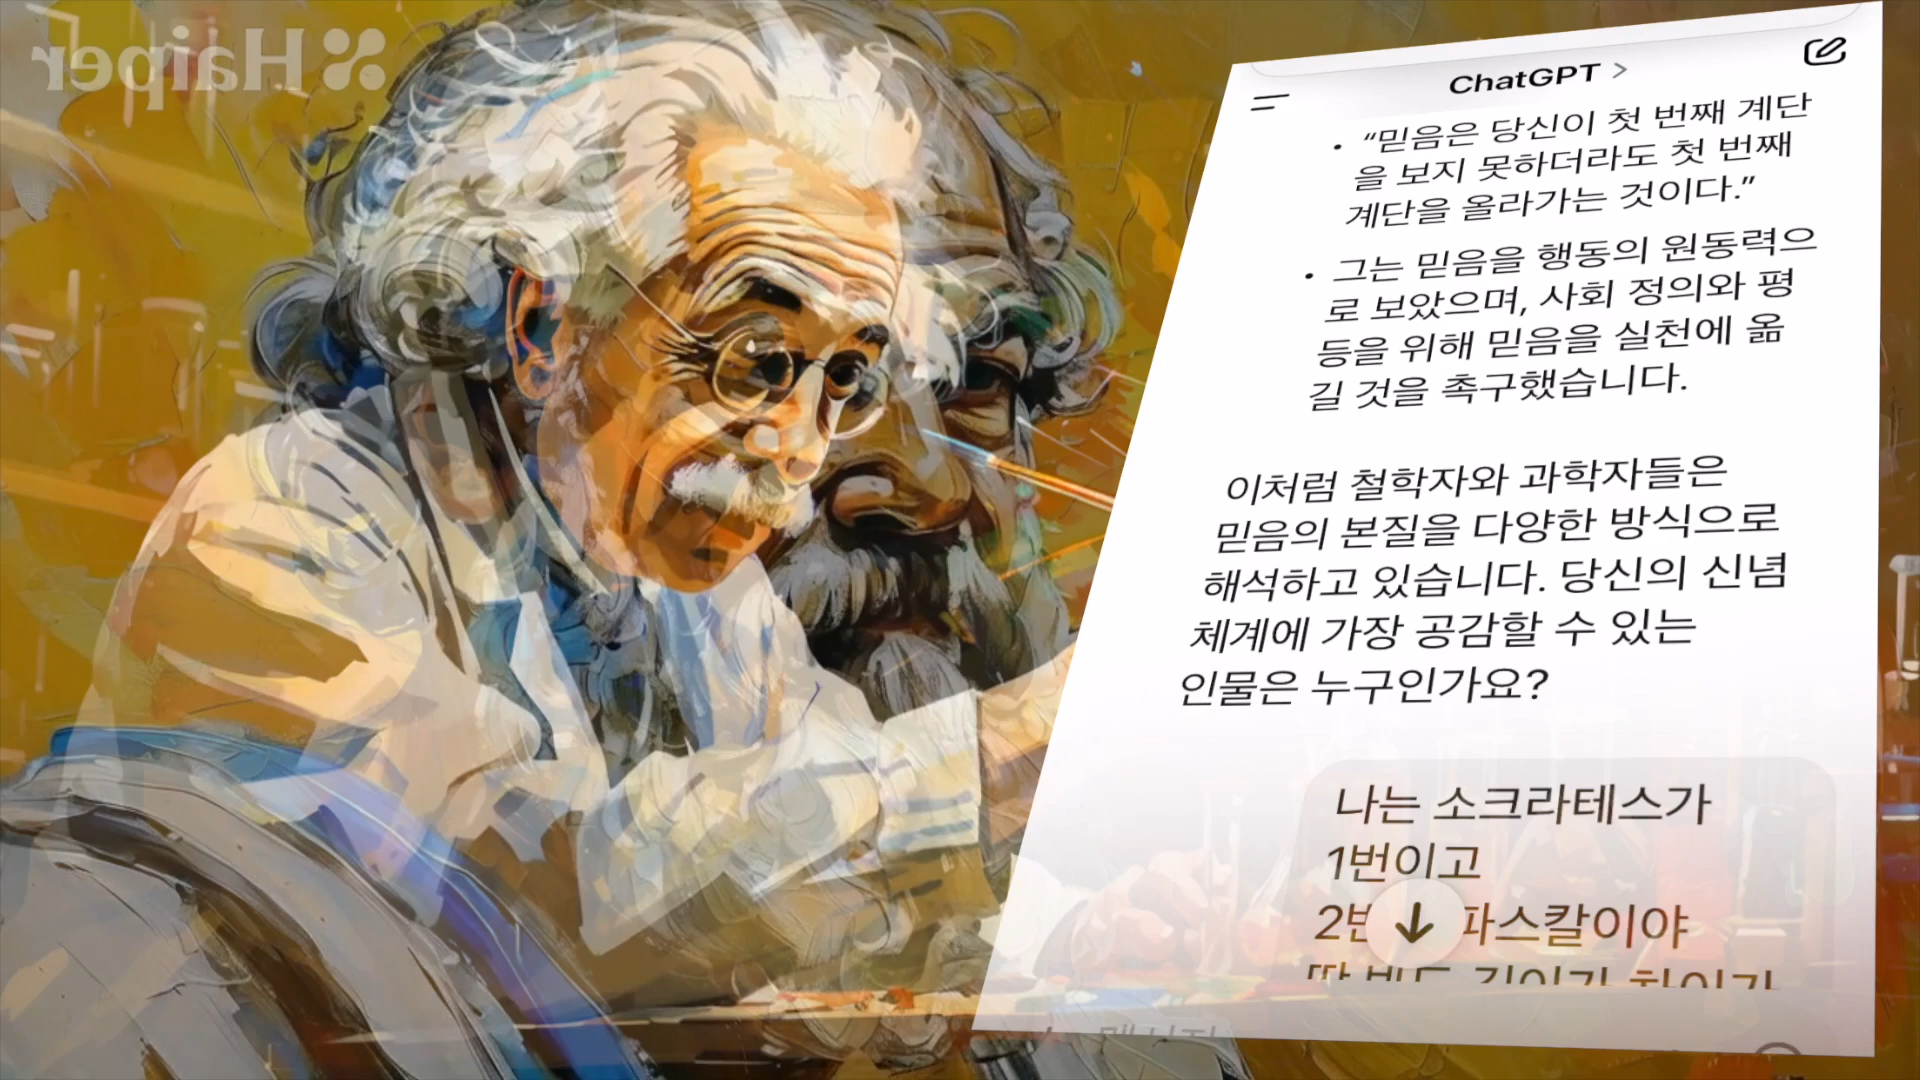 Haiper
ChatGPT >
• “믿음은 당신이 첫 번째 계단
을 보지 못하더라도 첫 번째
계단을 올라가는 것이다.”
• 그는 믿음을 행동의 원동력으
로 보았으며, 사회 정의와 평
등을 위해 믿음을 실천에 옮
길 것을 촉구했습니다.
이처럼 철학자와 과학자들은
믿음의 본질을 다양한 방식으로
해석하고 있습니다. 당신의 신념
체계에 가장 공감할 수 있는
인물은 누구인가요?
나는 소크라테스가
1번이고
파스칼이야